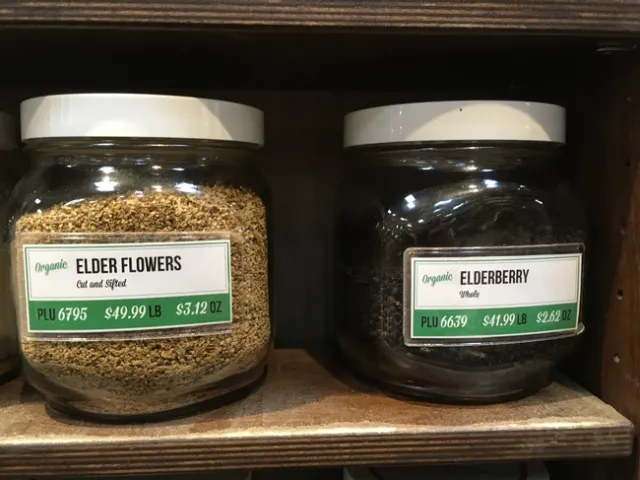 Organic ELDER FLOWERS
Cut and Sifted
PLU 6795 $49.99 LB $3.12 OZ
Organic ELDERBERRY
Whole
PLU 6639 $41.99 LB $2.62 OZ